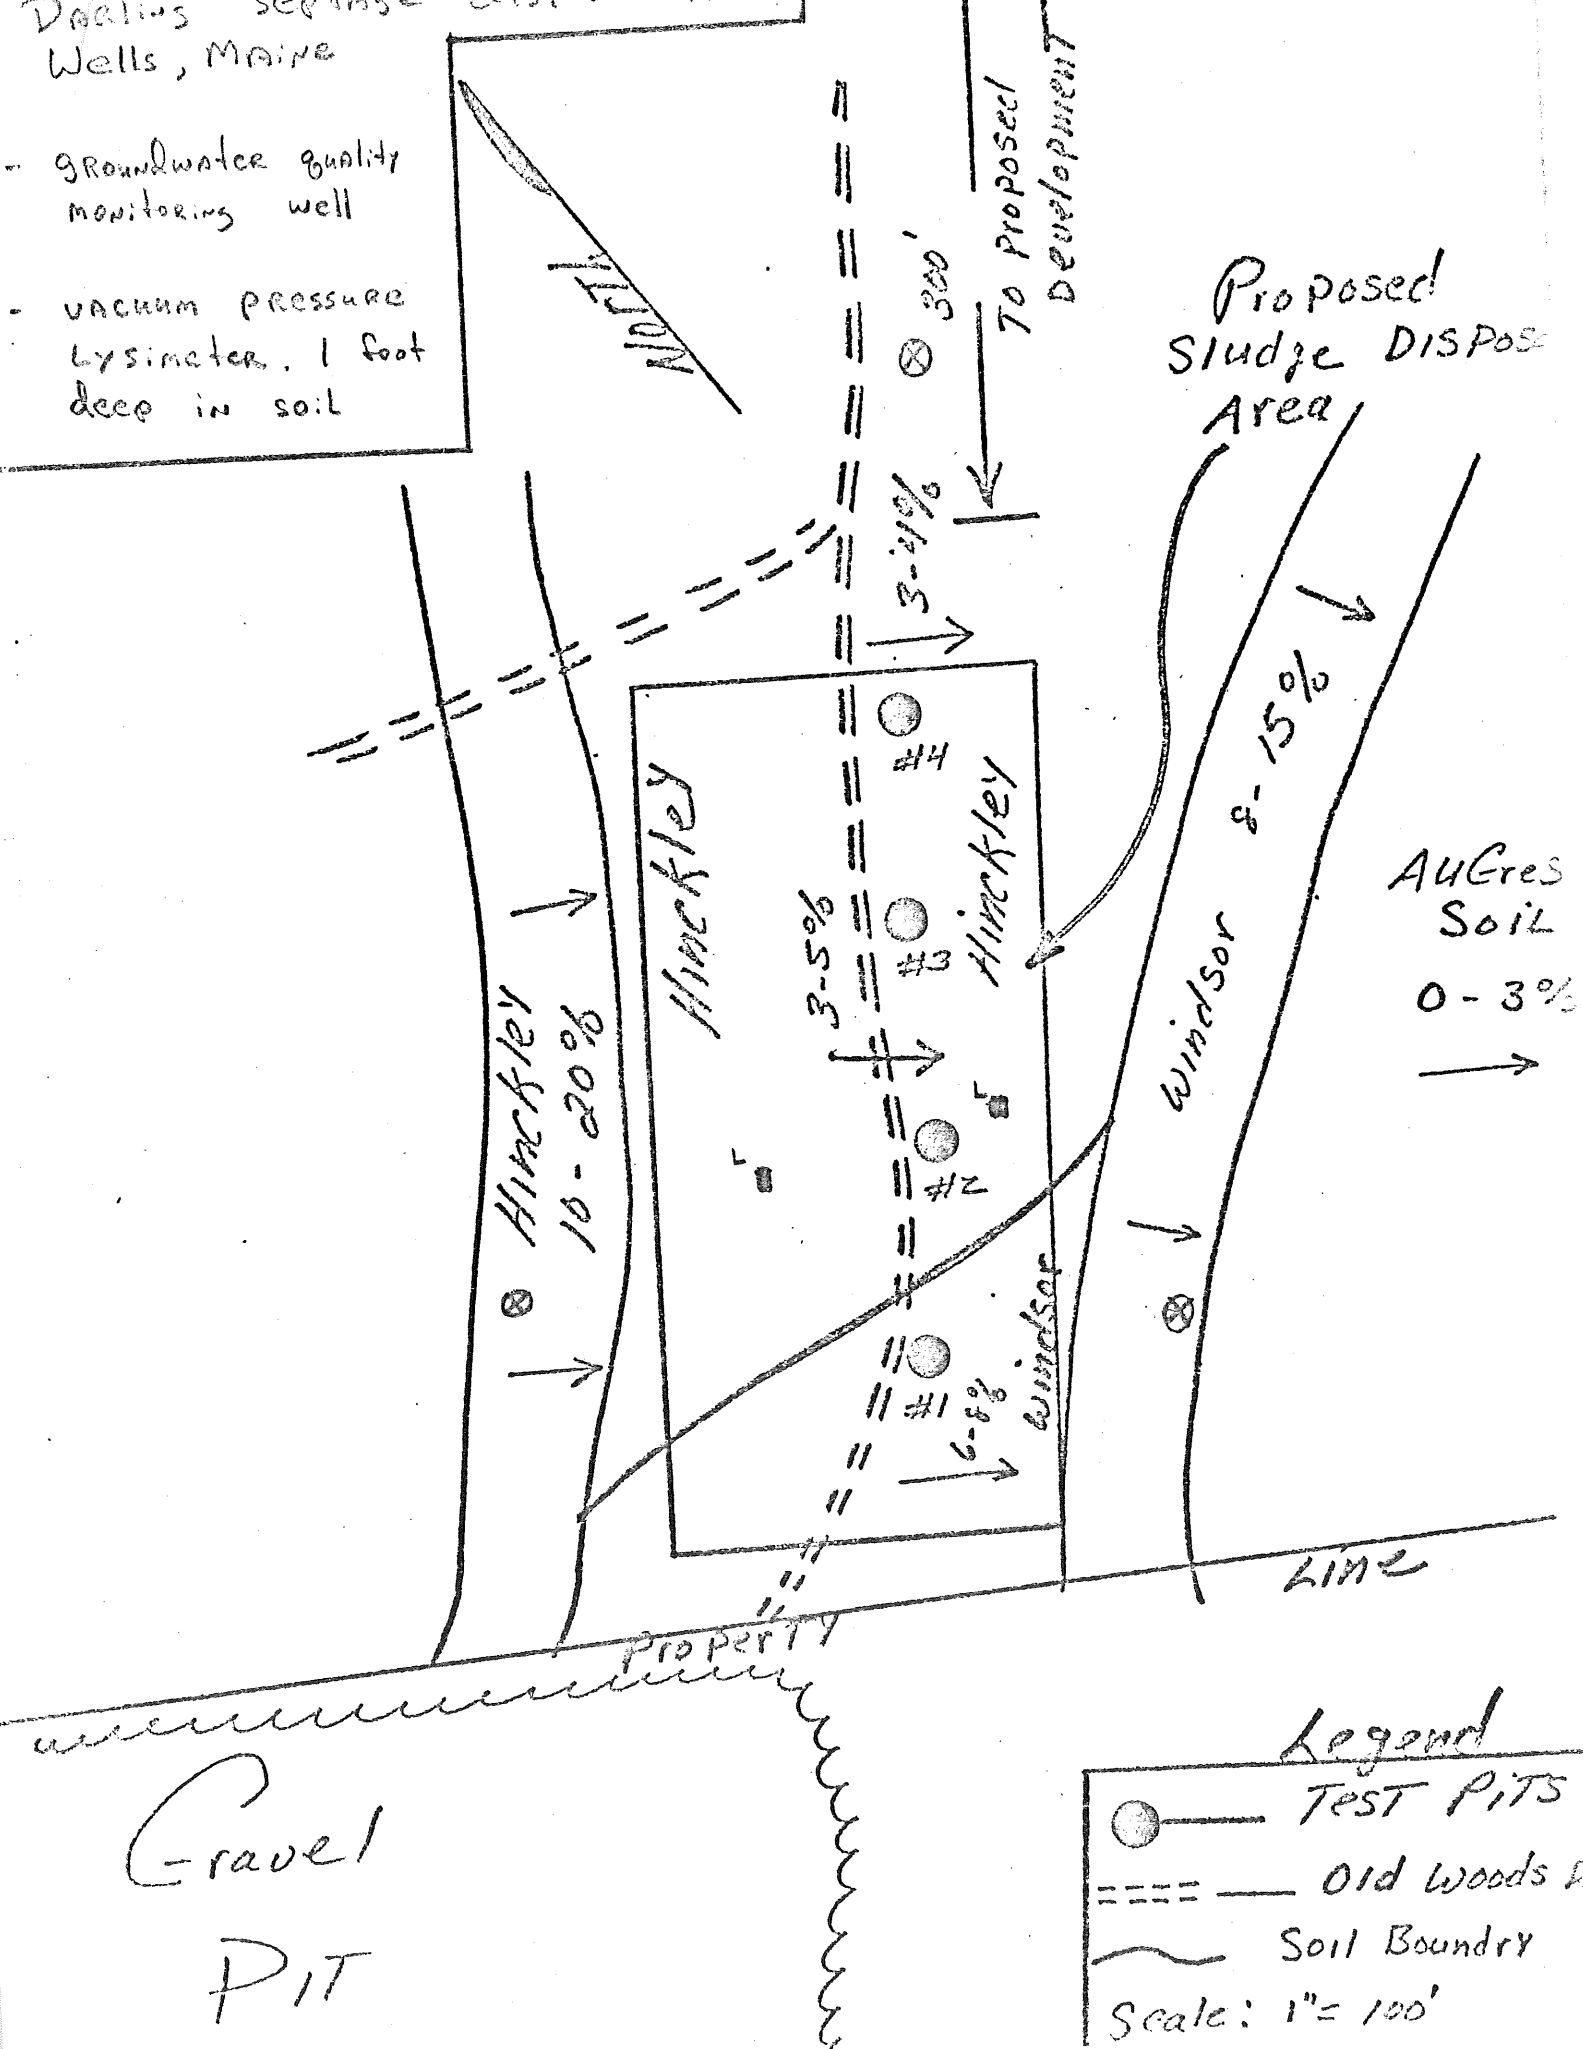 Darling
Wells, Maine
- groundwater quality
monitoring well
- vacuum pressure
Lysimeter. 1 foot
deep in soil
North
300'
To Proposed
Development
Proposed
Sludge Dispos
Area
3-4%
Hinckley
#4
Hinckley
3-5%
#3
#2
#1
6-8%
Windsor
Hinckley
10-20%
Windsor 8-15%
AuGres
Soil
0-3%
Property Line
Gravel
Pit
Legend
Test Pits
Old Woods
Soil Boundry
Scale: 1"=100'